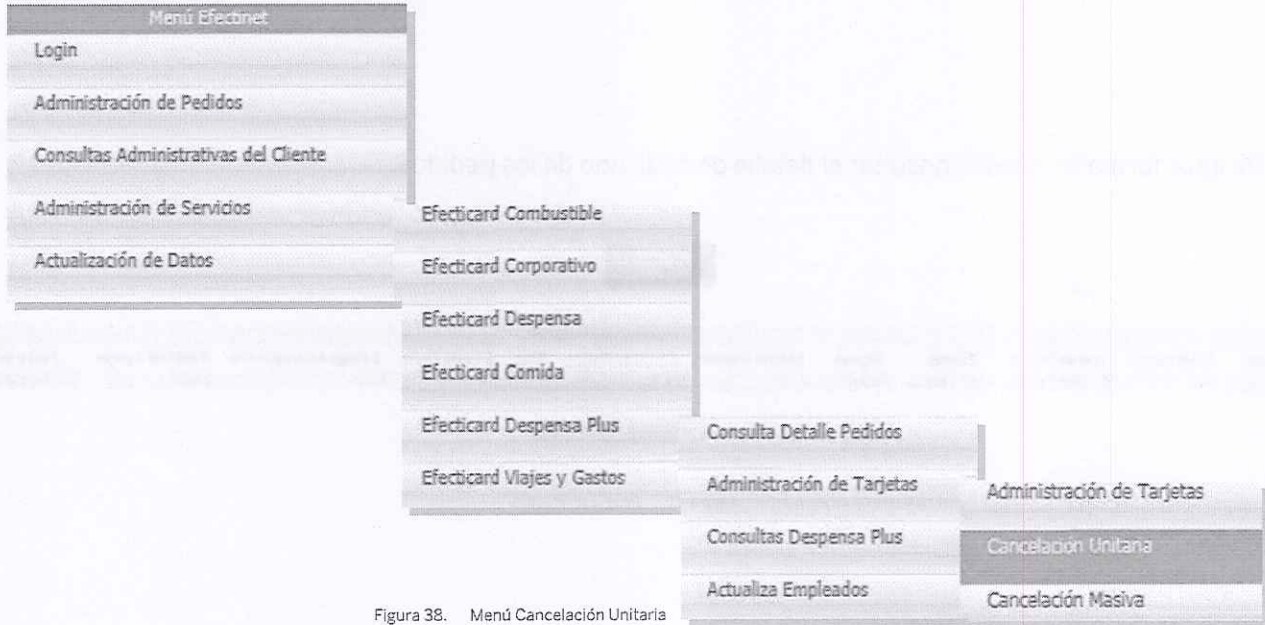 Menú Efectinet
Login
Administración de Pedidos
Consultas Administrativas del Cliente
Administración de Servicios
Actualización de Datos
Efecticard Combustible
Efecticard Corporativo
Efecticard Despensa
Efecticard Comida
Efecticard Despensa Plus
Efecticard Viajes y Gastos
Consulta Detalle Pedidos
Administración de Tarjetas
Consultas Despensa Plus
Actualiza Empleados
Administración de Tarjetas
Cancelación Unitaria
Cancelación Masiva
Figura 38. Menú Cancelación Unitaria